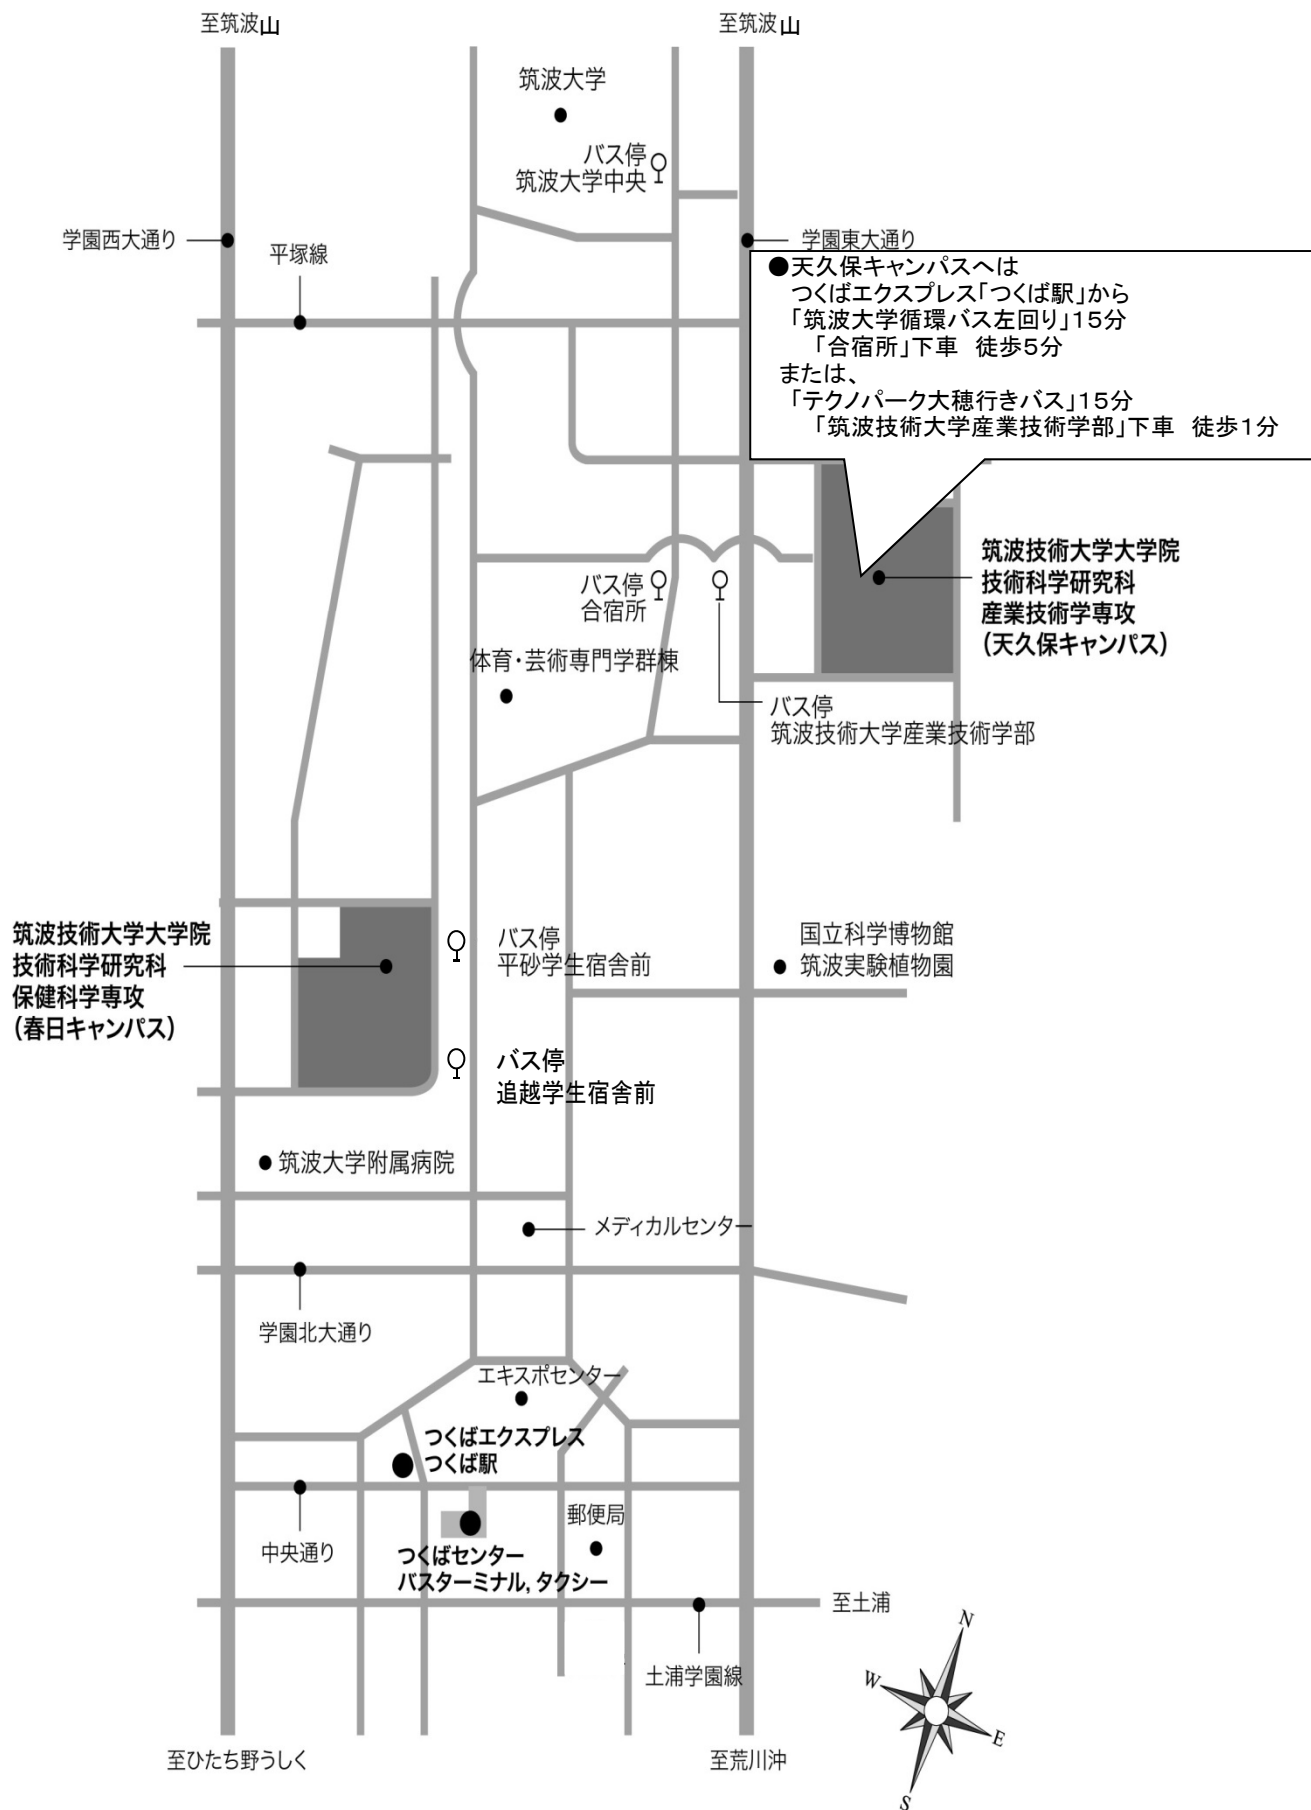 至筑波山
至筑波山
筑波大学
バス停
筑波大学中央
学園西大通り
学園東大通り
平塚線
●天久保キャンパスへは
つくばエクスプレス「つくば駅」から
「筑波大学循環バス左回り」15分
「合宿所」下車　徒歩5分
または、
「テクノパーク大穂行きバス」15分
「筑波技術大学産業技術学部」下車　徒歩1分
筑波技術大学大学院
技術科学研究科
産業技術学専攻
（天久保キャンパス）
バス停
合宿所
体育・芸術専門学群棟
バス停
筑波技術大学産業技術学部
筑波技術大学大学院
技術科学研究科
保健科学専攻
（春日キャンパス）
バス停
平砂学生宿舎前
国立科学博物館
筑波実験植物園
バス停
追越学生宿舎前
筑波大学附属病院
メディカルセンター
学園北大通り
エキスポセンター
つくばエクスプレス
つくば駅
郵便局
中央通り
つくばセンター
バスターミナル, タクシー
至土浦
土浦学園線
N
W
E
S
至ひたち野うしく
至荒川沖